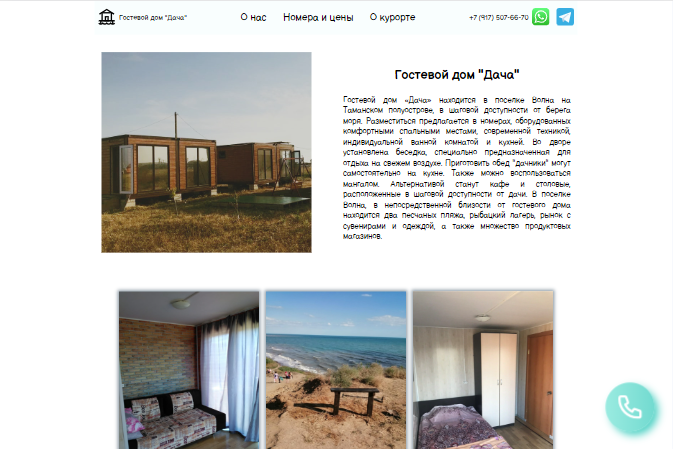 Гостевой дом "Дача"
О нас
Номера и цены
О курорте
+7 (917) 507-66-70
Гостевой дом "Дача"
Гостевой дом «Дача» находится в поселке Волна на
Таманском полуострове, в шаговой доступности от берега
моря. Разместиться предлагается в номерах, оборудованных
комфортными спальными местами, современной техникой,
индивидуальной ванной комнатой и кухней. Во дворе
установлена беседка, специально предназначенная для
отдыха на свежем воздухе. Приготовить обед "дачники" могут
самостоятельно на кухне. Также можно воспользоваться
мангалом. Альтернативой станут кафе и столовые,
расположенные в шаговой доступности от дачи. В поселке
Волна, в непосредственной близости от гостевого дома
находится два песчаных пляжа, рыбацкий лагерь, рынок с
сувенирами и одеждой, а также множество продуктовых
магазинов.